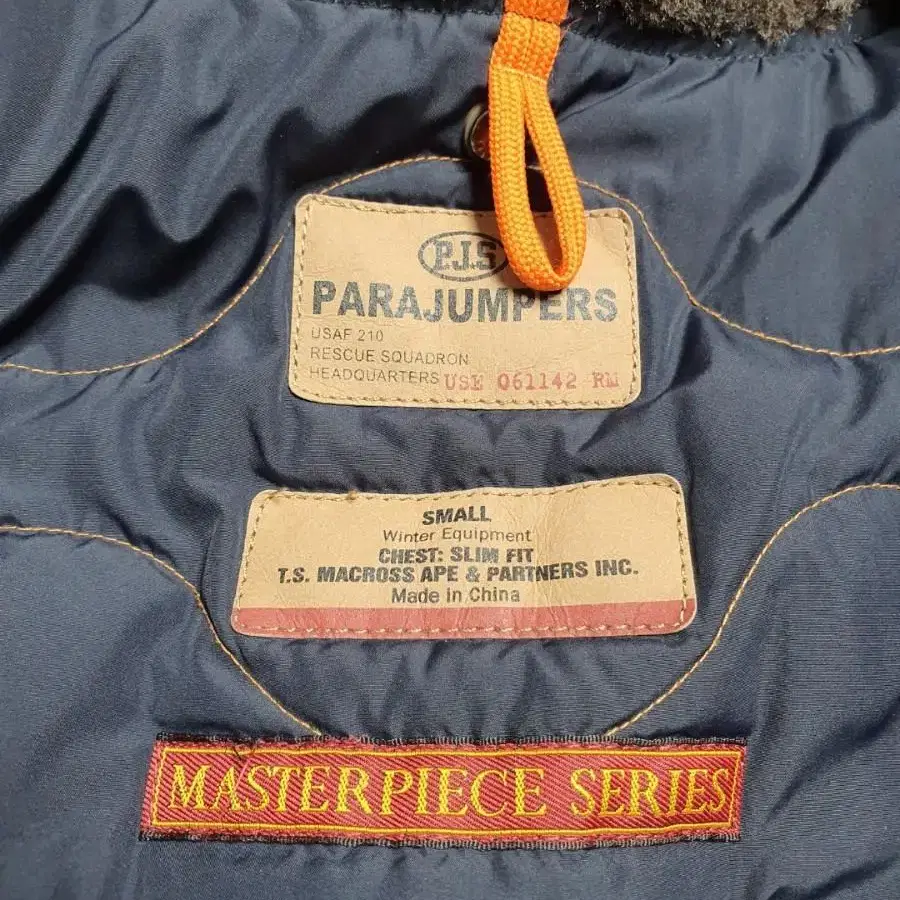 P.J.S
PARAJUMPERS
USAF 210
RESCUE SQUADRON
HEADQUARTERS USE 061142 RM
SMALL
Winter Equipment
CHEST: SLIM FIT
T.S. MACROSS APE & PARTNERS INC.
Made in China
MASTERPIECE SERIES